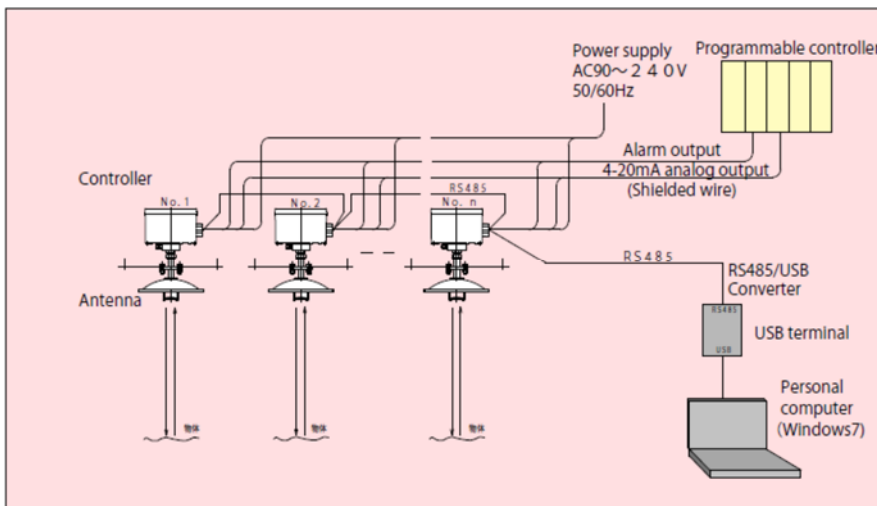 Power supply
AC90～２４０V
50/60Hz
Programmable controller
Alarm output
4-20mA analog output
(Shielded wire)
Controller
No.1
No.2
RS485
No. n
RS485
RS485/USB
Converter
Antenna
RS485
USB terminal
USB
Personal
computer
(Windows7)
物体
物体
物体